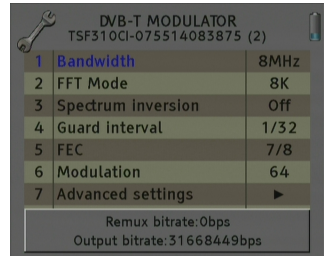 DVB-T MODULATOR
TSF310CI-075514083875 (2)
1 Bandwidth 8MHz
2 FFT Mode 8K
3 Spectrum inversion Off
4 Guard interval 1/32
5 FEC 7/8
6 Modulation 64
7 Advanced settings ►
Remux bitrate:0bps
Output bitrate:31668449bps